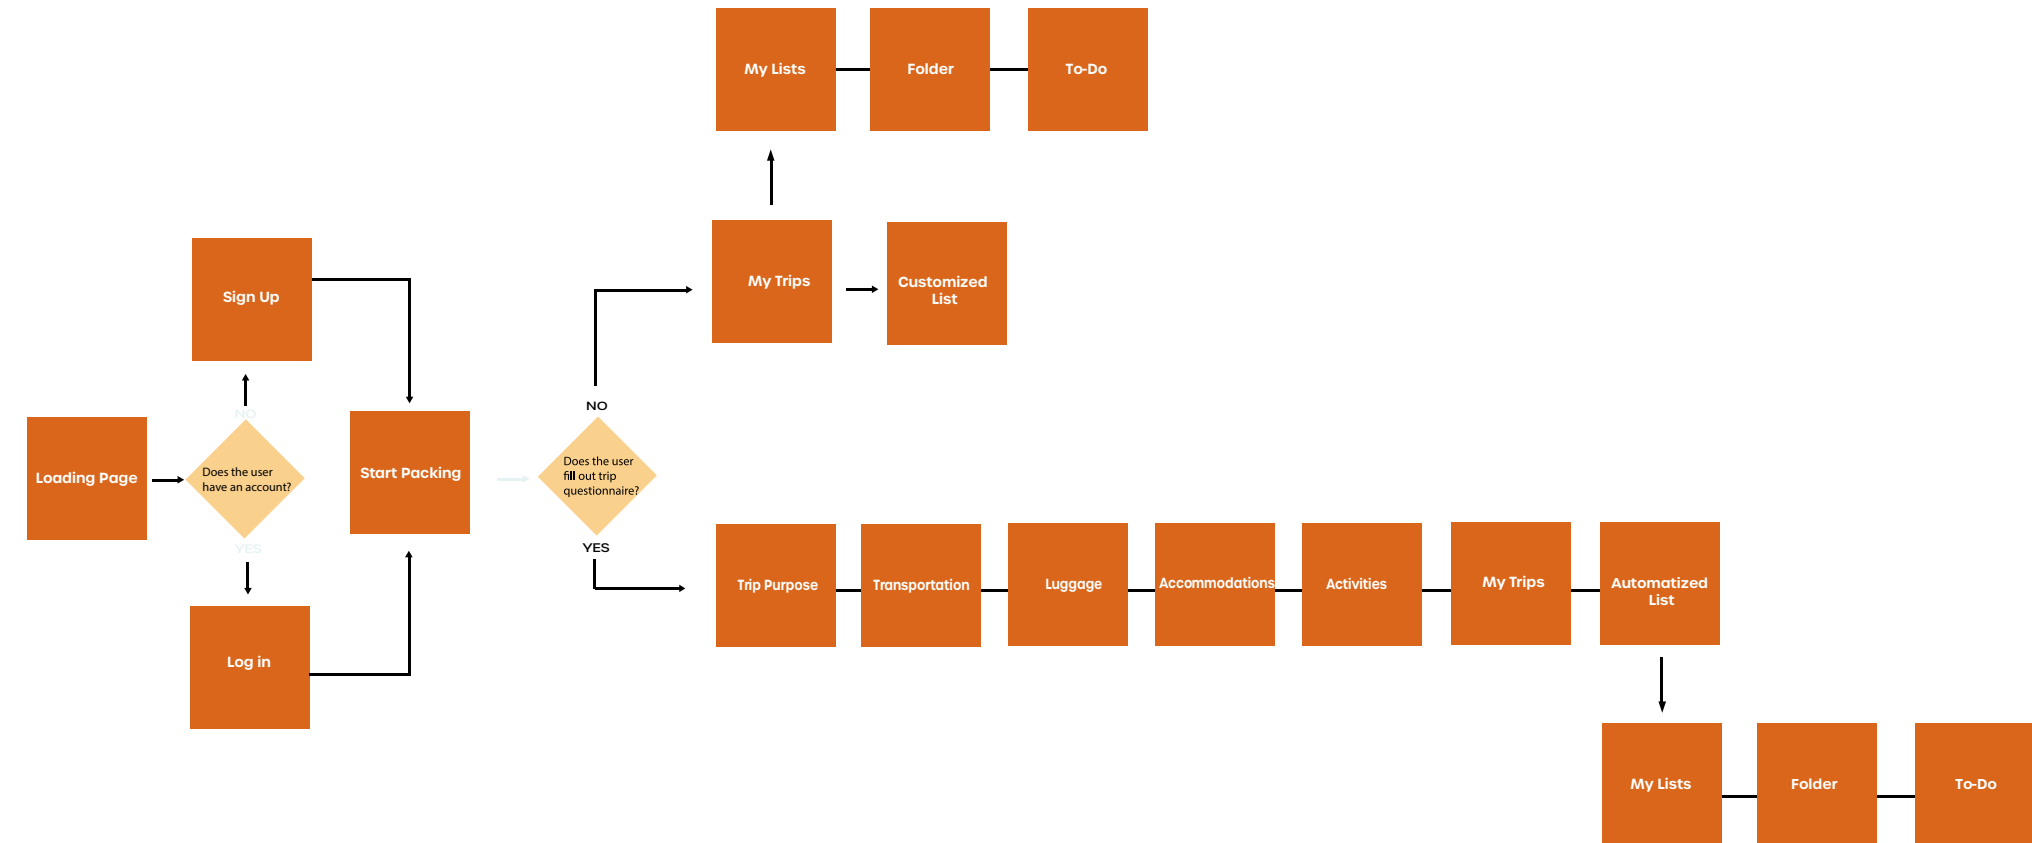 My Lists
Folder
To-Do
My Trips
Customized
List
Sign Up
NO
Loading Page
Does the user
have an account?
YES
Log in
Start Packing
NO
Does the user
fill out trip
questionnaire?
YES
Trip Purpose
Transportation
Luggage
Accommodations
Activities
My Trips
Automatized
List
My Lists
Folder
To-Do